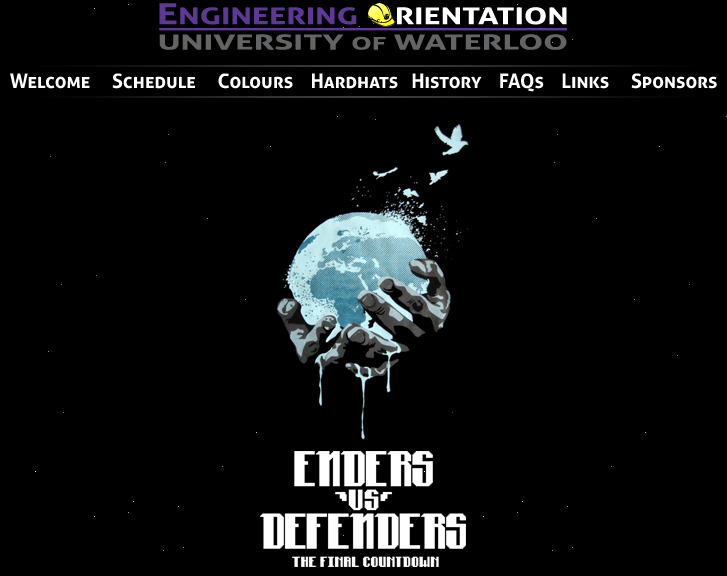 ENGINEERING ORIENTATION
UNIVERSITY OF WATERLOO
WELCOME SCHEDULE COLOURS HARDHATS HISTORY FAQS LINKS SPONSORS
ENDERS
VS
DEFENDERS
THE FINAL COUNTDOWN